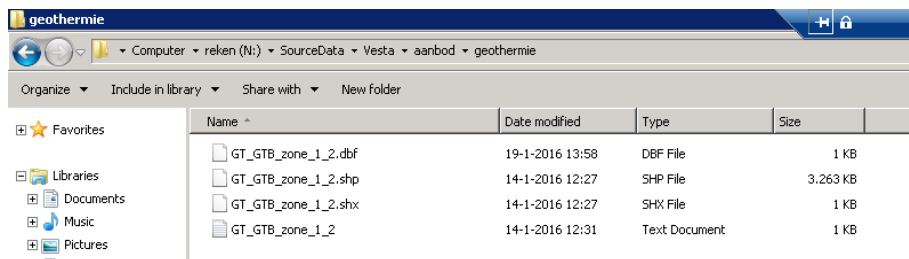 geothermie
Computer reken (N:) SourceData Vesta aanbod geothermie
Organize Include in library Share with New folder
Favorites
Libraries
Documents
Music
Pictures
Name Date modified Type Size
GT_GTB_zone_1_2.dbf 19-1-2016 13:58 DBF File 1 KB
GT_GTB_zone_1_2.shp 14-1-2016 12:27 SHP File 3.263 KB
GT_GTB_zone_1_2.shx 14-1-2016 12:27 SHX File 1 KB
GT_GTB_zone_1_2 14-1-2016 12:31 Text Document 1 KB